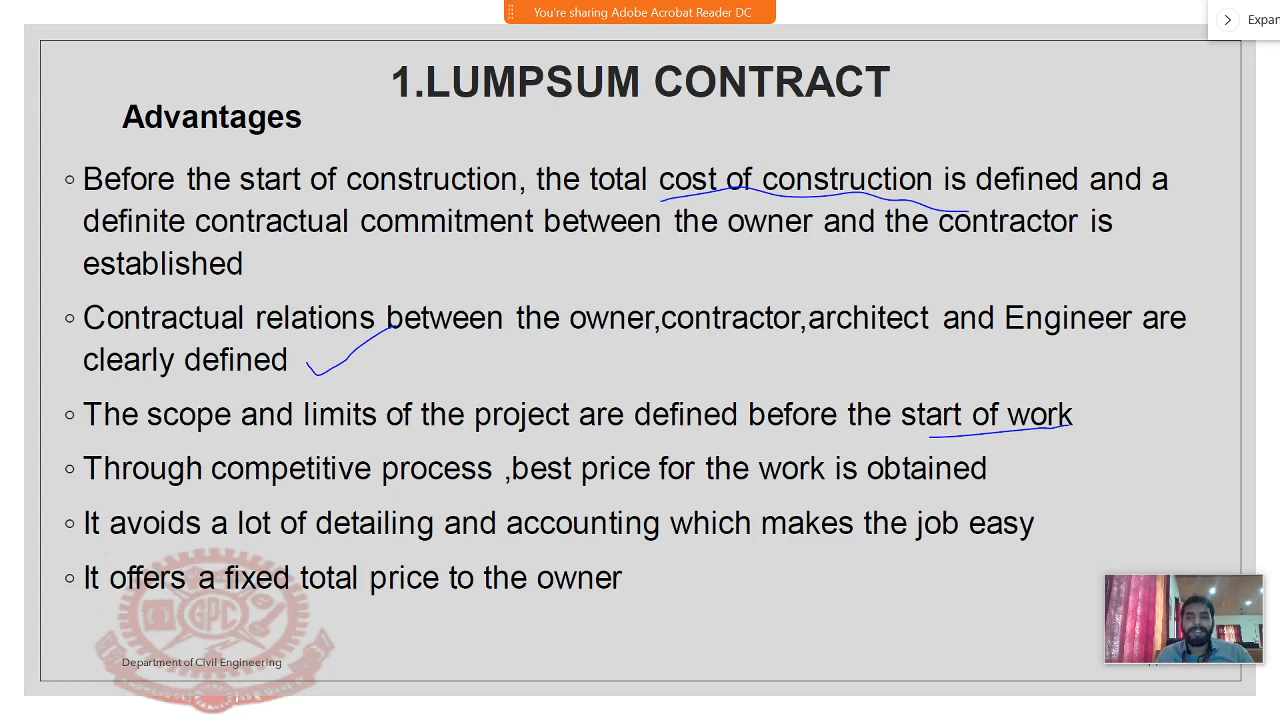 You're sharing Adobe Acrobat Reader DC
Expan
1.LUMPSUM CONTRACT
Advantages
◦ Before the start of construction, the total cost of construction is defined and a
definite contractual commitment between the owner and the contractor is
established
◦ Contractual relations between the owner,contractor,architect and Engineer are
clearly defined
◦ The scope and limits of the project are defined before the start of work
◦ Through competitive process ,best price for the work is obtained
◦ It avoids a lot of detailing and accounting which makes the job easy
◦ It offers a fixed total price to the owner
GPC
Department of Civil Engineering